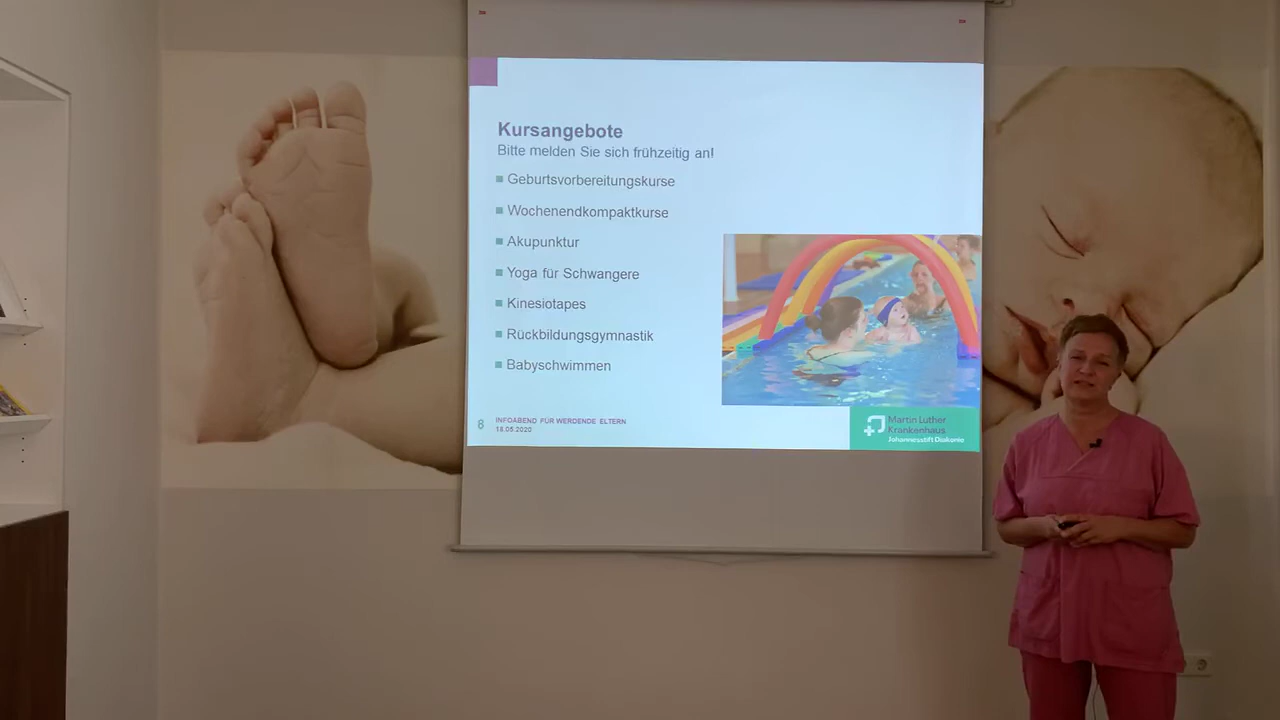 Kursangebote
Bitte melden Sie sich frühzeitig an!
Geburtsvorbereitungskurse
Wochenendkompaktkurse
Akupunktur
Yoga für Schwangere
Kinesiotapes
Rückbildungsgymnastik
Babyschwimmen
8
INFOABEND FÜR WERDENDE ELTERN
18.05.2020
Martin Luther
Krankenhaus
Johannesstift Diakonie